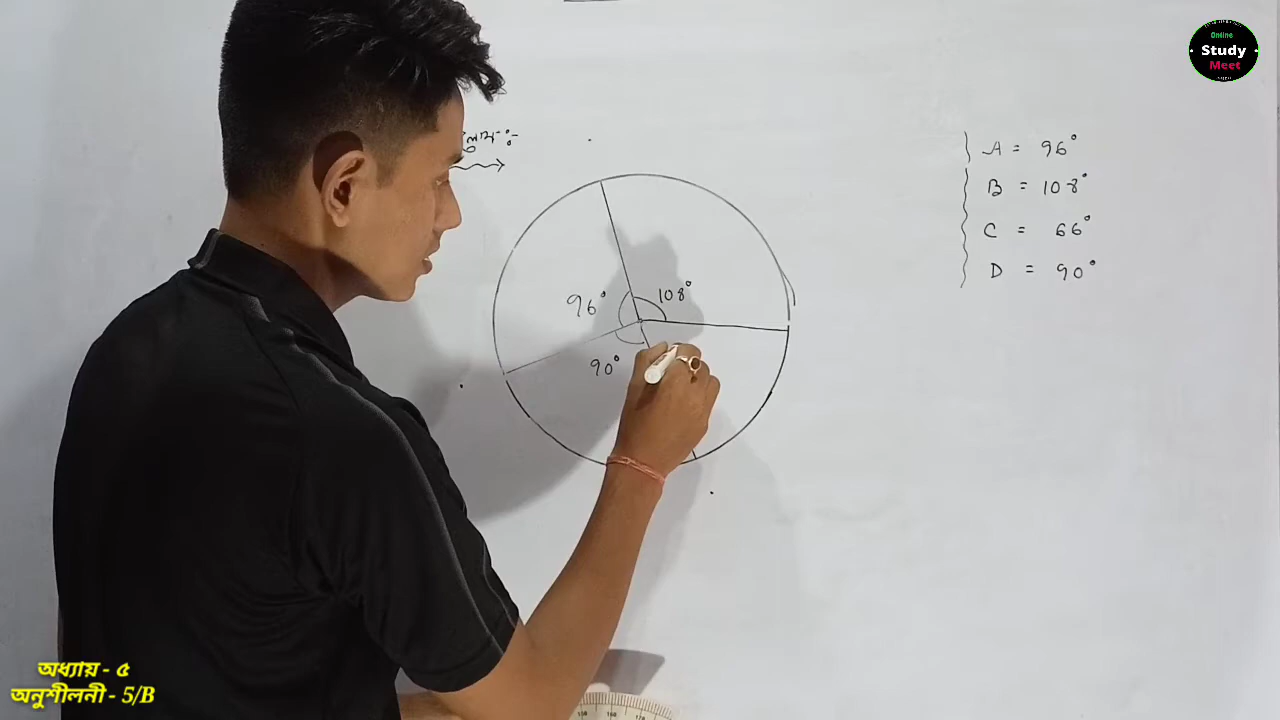 Online
Study
Meet
A = 96°
B = 108°
C = 66°
D = 90°
96°
108°
90°
অধ্যায় - ৫
অনুশীলনী - 5/B